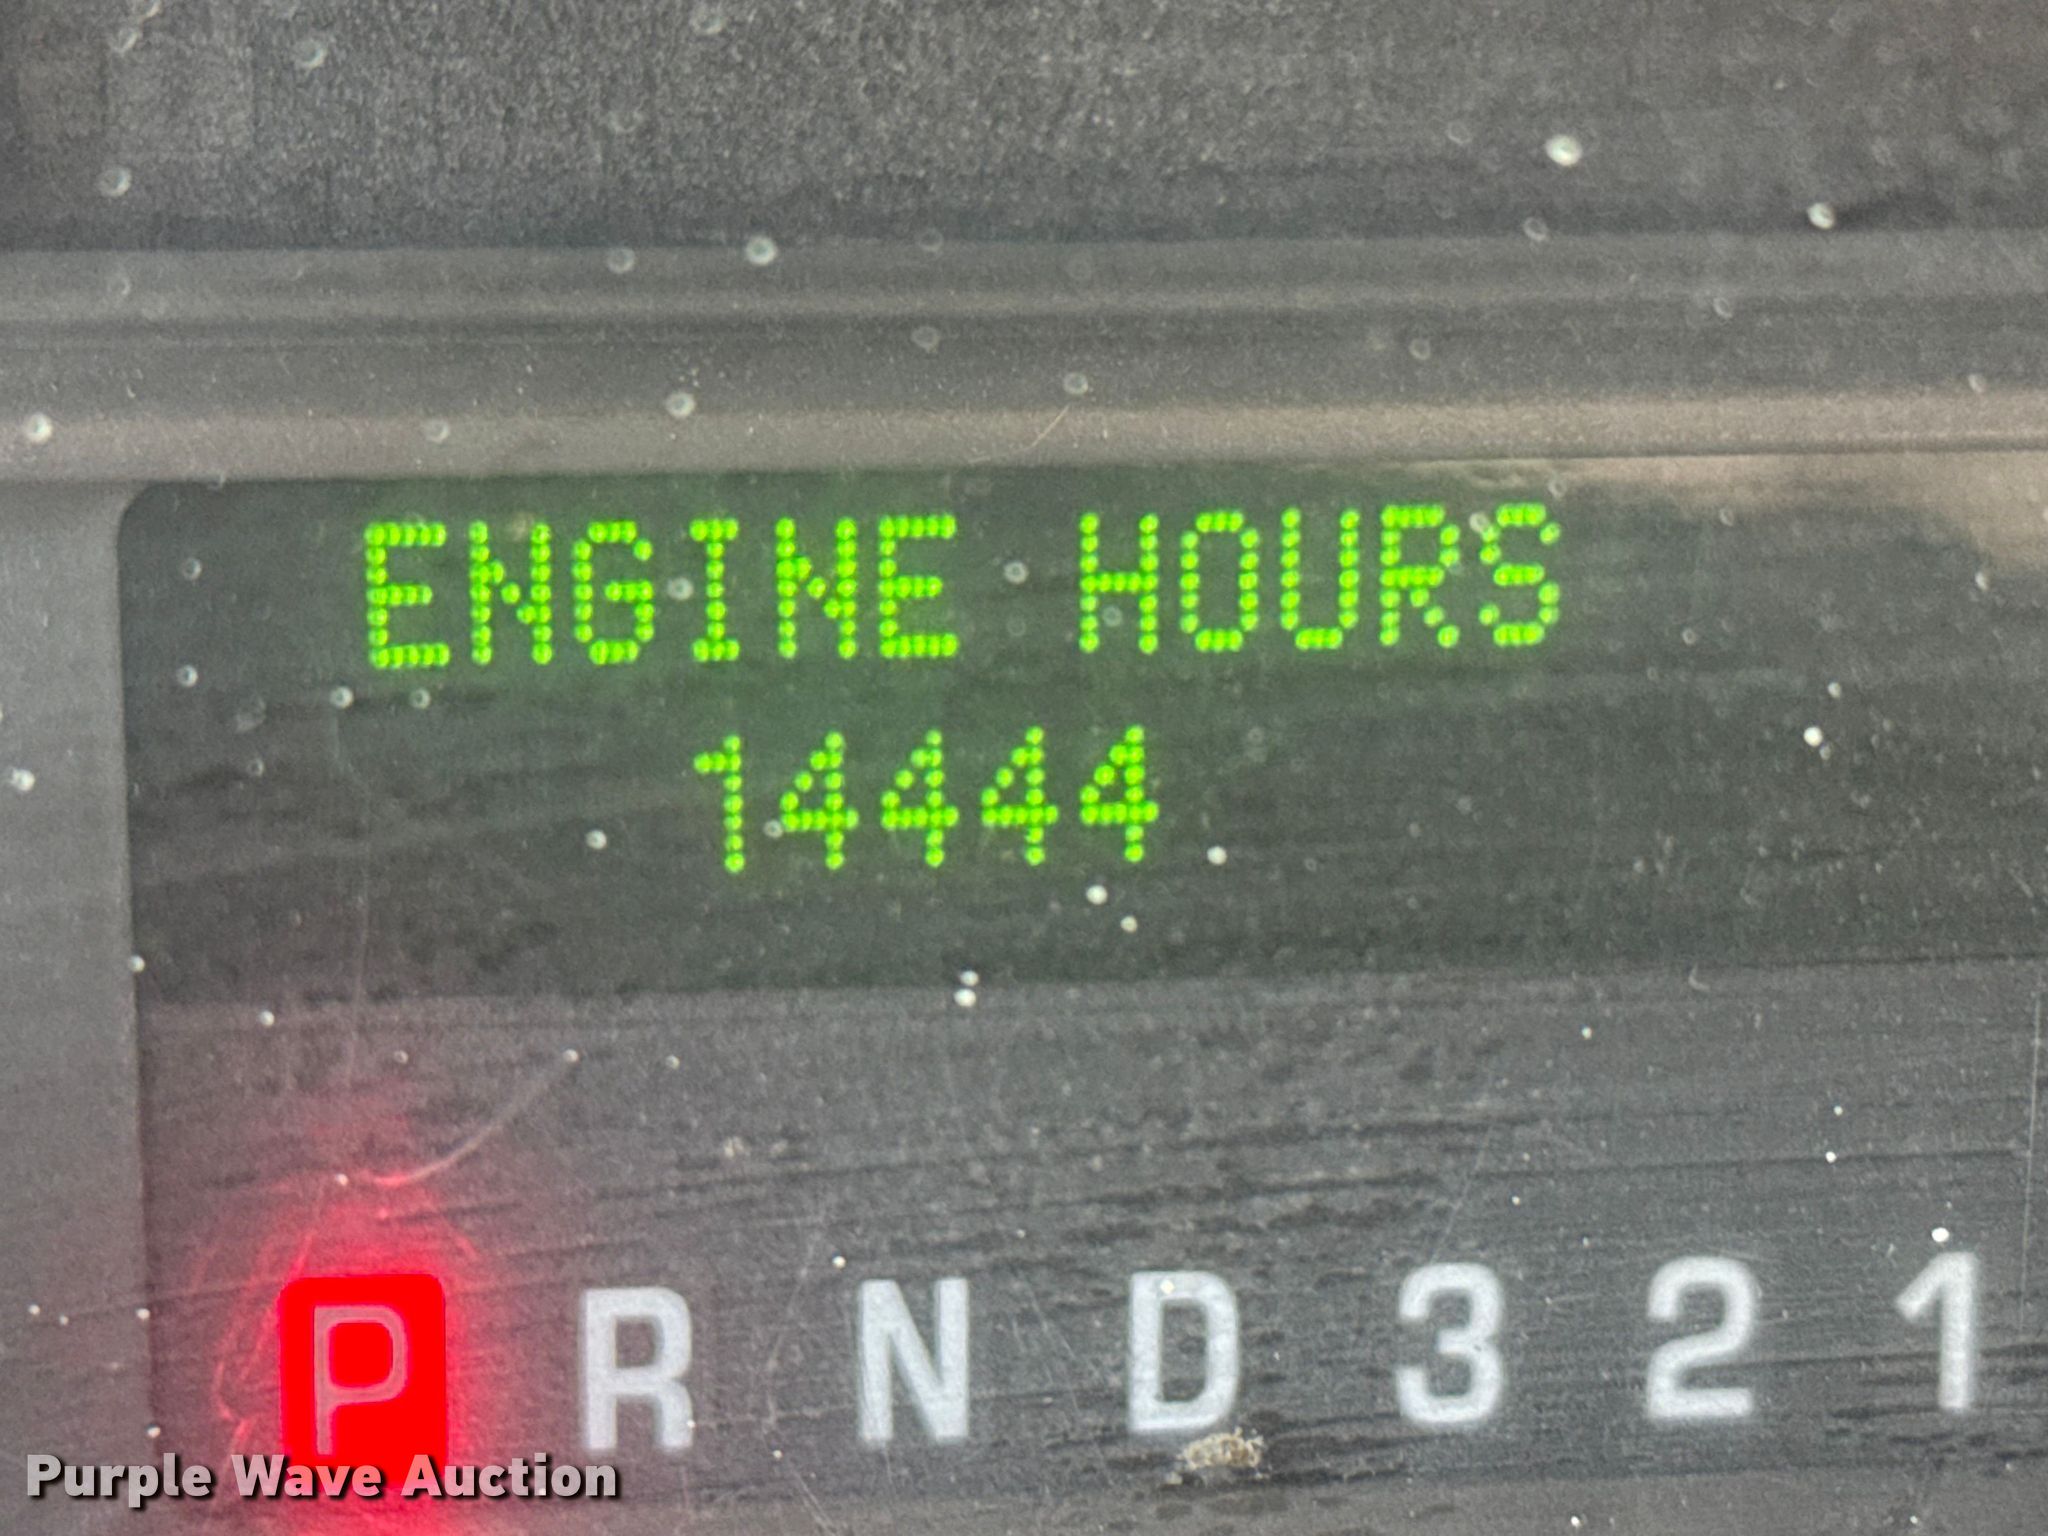 ENGINE HOURS
14444
P R N D 3 2 1
Purple Wave Auction